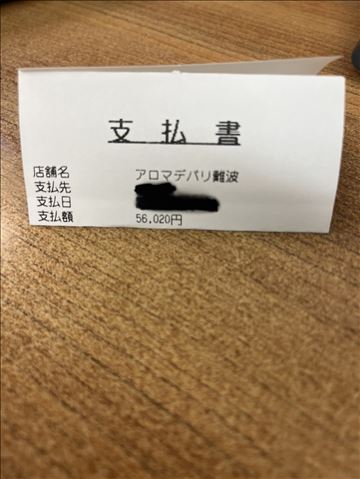 支払書
店舗名 アロマデパリ難波
支払先
支払日
支払額 56,020円